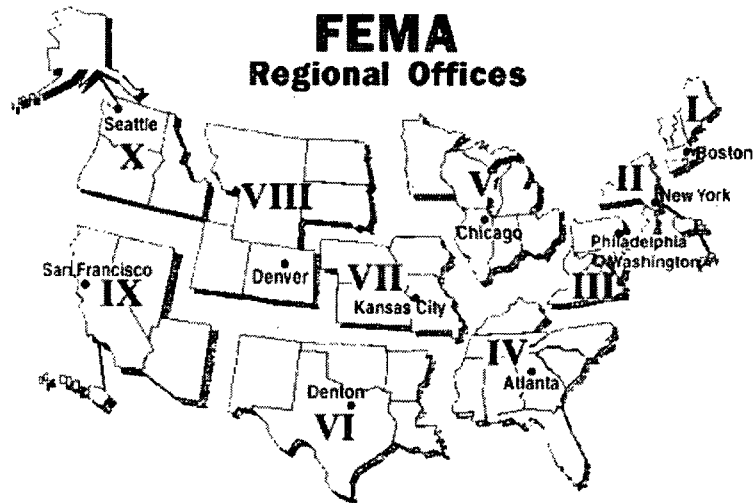 FEMA
Regional Offices
Seattle
X
VIII
V
I
Boston
II
New York
Chicago
Philadelphia
Washington
San Francisco
IX
Denver
VII
Kansas City
III
IV
Atlanta
Denton
VI